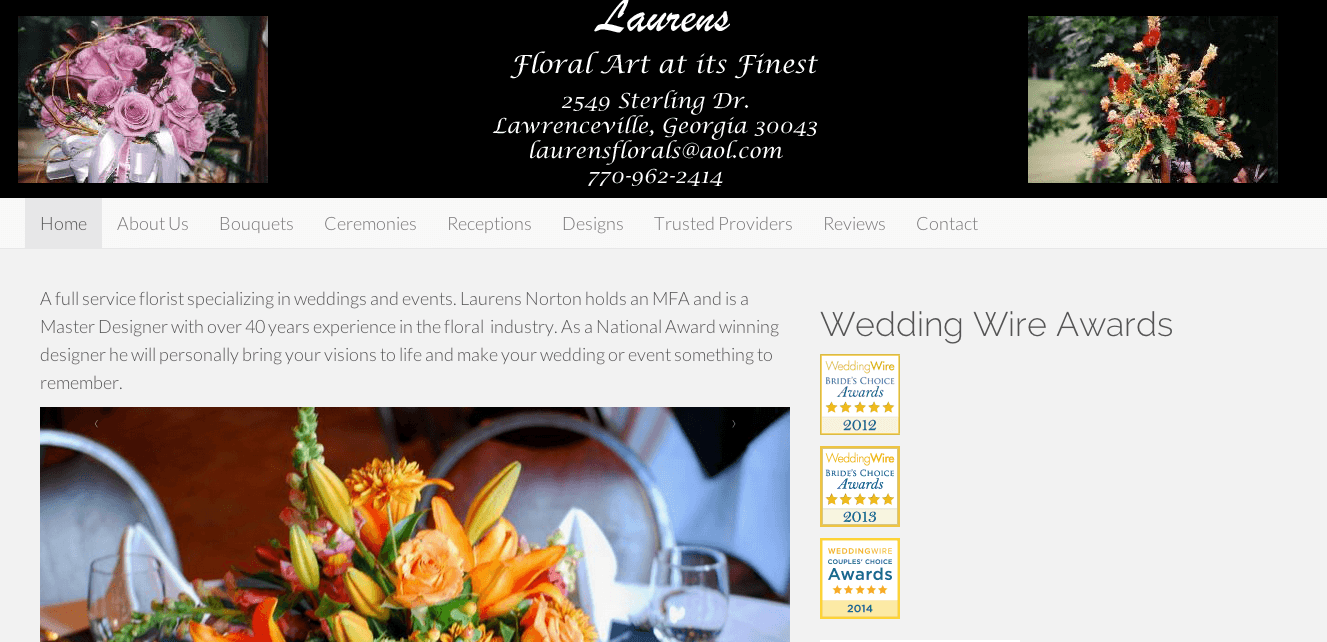 Laurens
Floral Art at its Finest
2549 Sterling Dr.
Lawrenceville, Georgia 30043
laurensflorals@aol.com
770-962-2414
Home About Us Bouquets Ceremonies Receptions Designs Trusted Providers Reviews Contact
A full service florist specializing in weddings and events. Laurens Norton holds an MFA and is a
Master Designer with over 40 years experience in the floral industry. As a National Award winning
designer he will personally bring your visions to life and make your wedding or event something to
remember.
Wedding Wire Awards
WeddingWire
BRIDE'S CHOICE
Awards
2012
WeddingWire
BRIDE'S CHOICE
Awards
2013
WEDDINGWIRE
COUPLES' CHOICE
Awards
2014